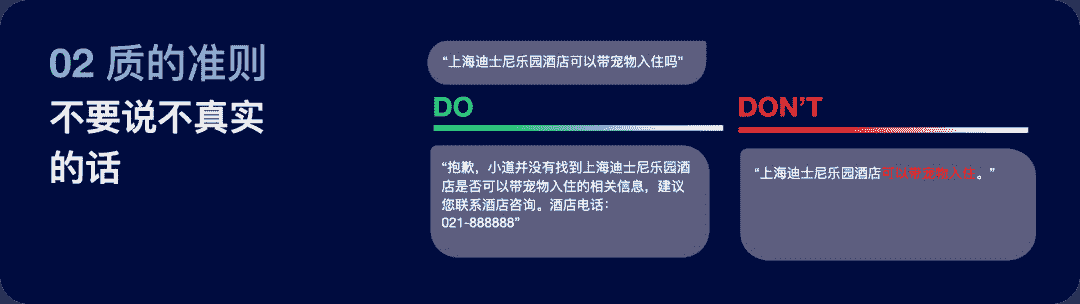 02 质的准则
不要说不真实
的话
“上海迪士尼乐园酒店可以带宠物入住吗”
DO
“抱歉，小道并没有找到上海迪士尼乐园酒
店是否可以带宠物入住的相关信息，建议
您联系酒店咨询。酒店电话：
021-888888”
DON’T
“上海迪士尼乐园酒店可以带宠物入住。”